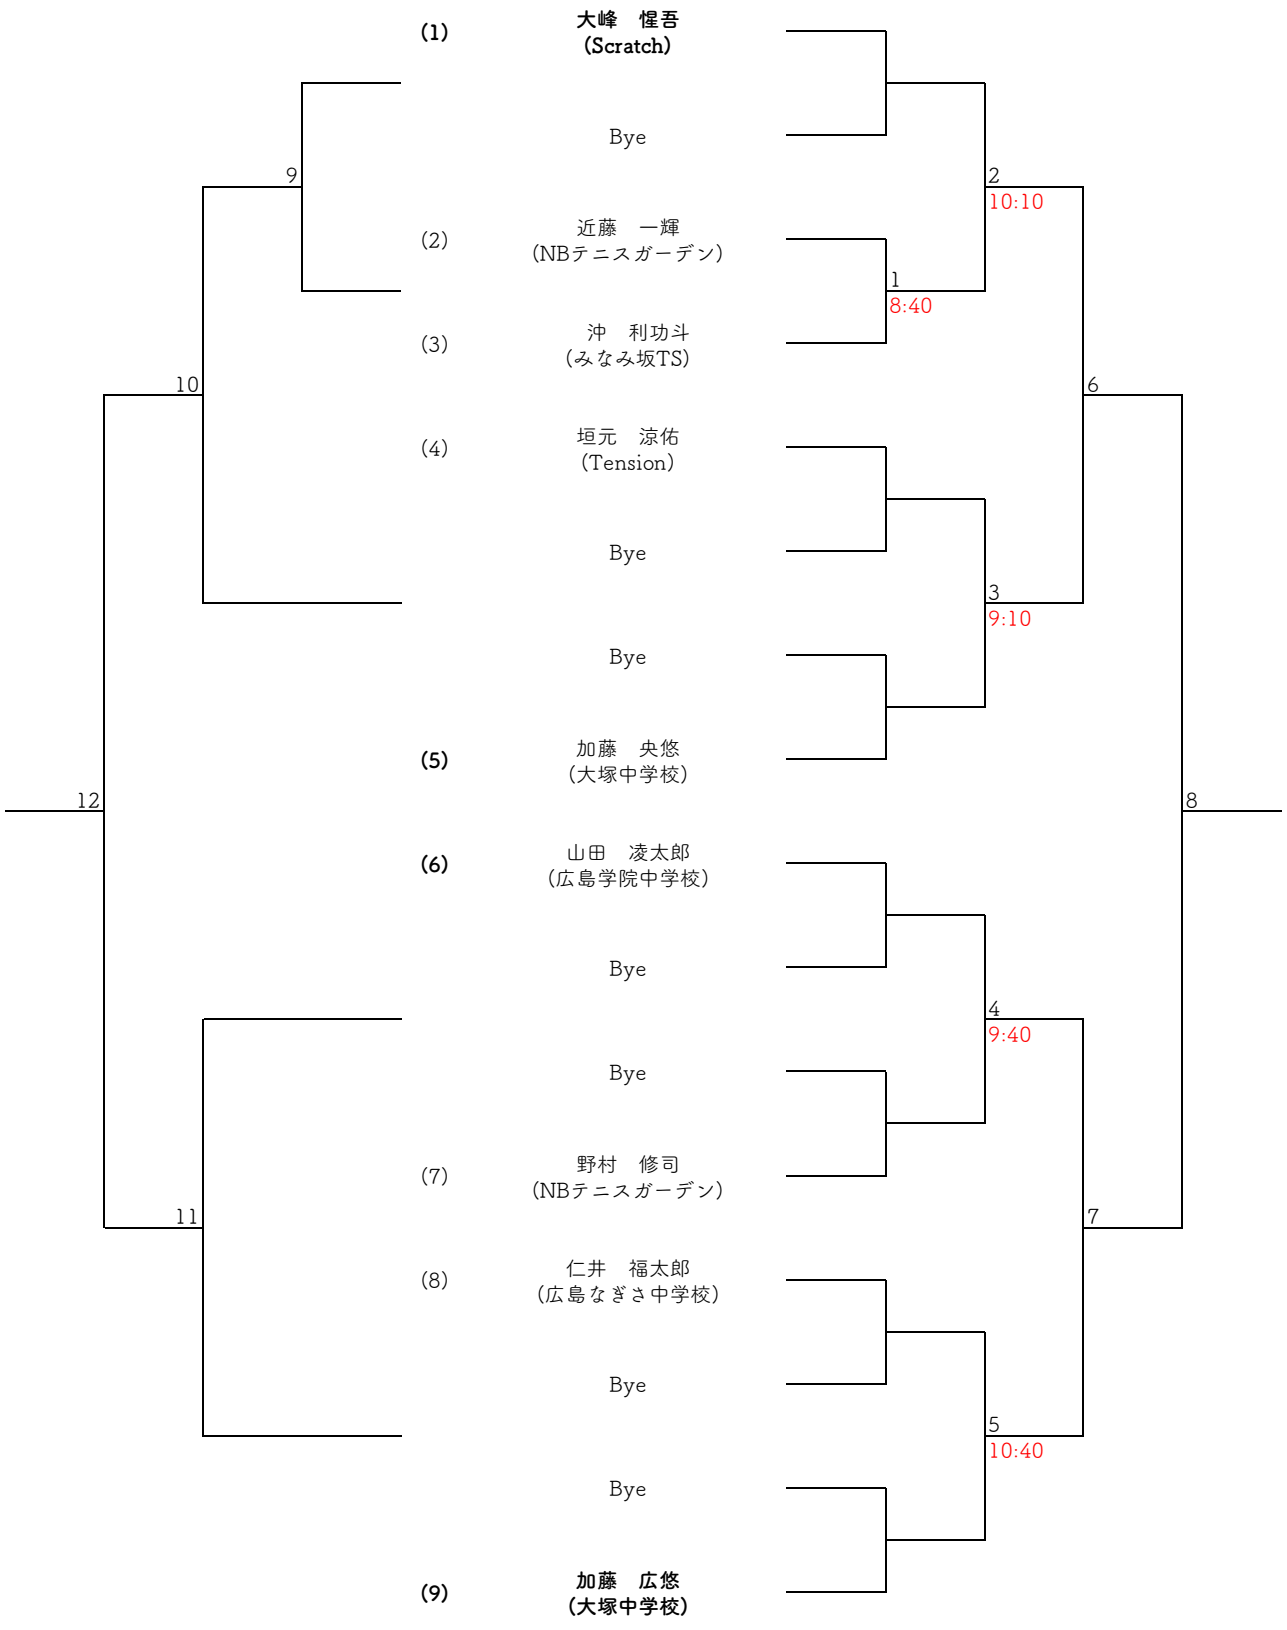 (1)
大峰　惺吾
(Scratch)
Bye
9
2
10:10
(2)
近藤　一輝
(NBテニスガーデン)
1
8:40
(3)
沖　利功斗
(みなみ坂TS)
10
6
(4)
垣元　涼佑
(Tension)
Bye
3
9:10
Bye
(5)
加藤　央悠
(大塚中学校)
12
8
(6)
山田　凌太郎
(広島学院中学校)
Bye
4
9:40
Bye
(7)
野村　修司
(NBテニスガーデン)
11
7
(8)
仁井　福太郎
(広島なぎさ中学校)
Bye
5
10:40
Bye
(9)
加藤　広悠
(大塚中学校)